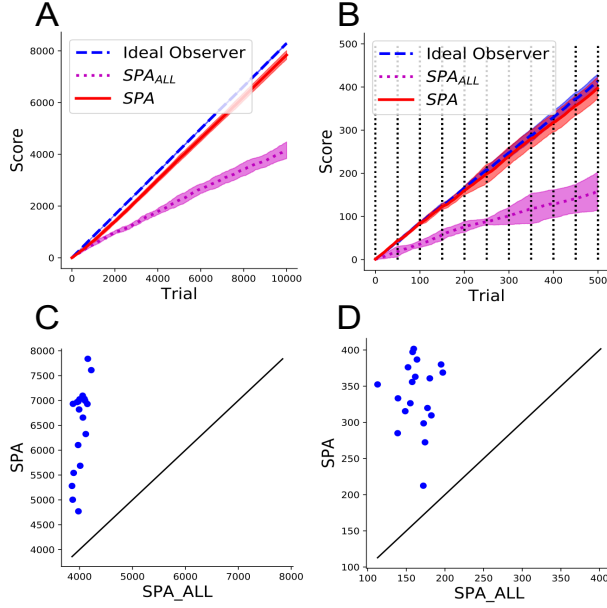 A
Ideal Observer
SPA_ALL
SPA
Score
8000
6000
4000
2000
0
0 2000 4000 6000 8000 10000
Trial
B
Ideal Observer
SPA_ALL
SPA
Score
500
400
300
200
100
0
0 100 200 300 400 500
Trial
C
SPA
8000
7500
7000
6500
6000
5500
5000
4500
4000
4000 5000 6000 7000 8000
SPA_ALL
D
SPA
400
350
300
250
200
150
100
100 150 200 250 300 350 400
SPA_ALL